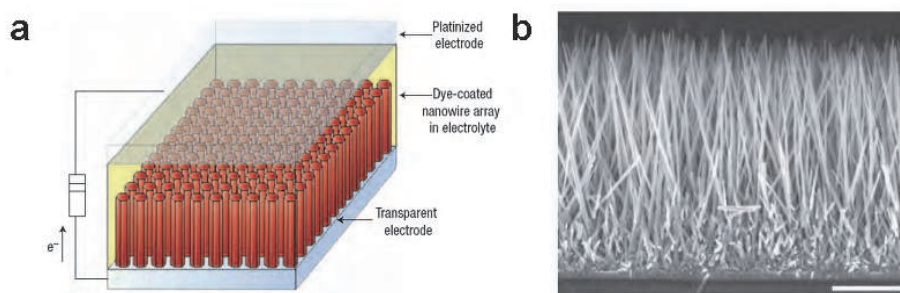 a
b
Platinized
electrode
Dye-coated
nanowire array
in electrolyte
Transparent
electrode
e–